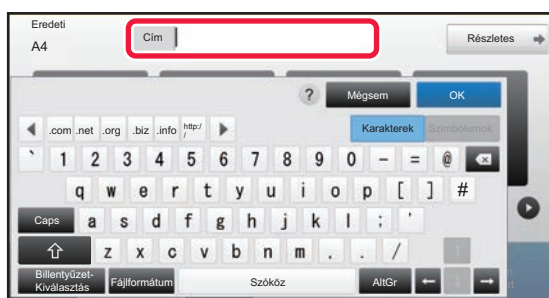 Eredeti
A4
Cím
Részletes
?
Mégsem
OK
.com .net .org .biz .info http:/
/
Karakterek
Szimbólumok
` 1 2 3 4 5 6 7 8 9 0 - = @
q w e r t y u i o p [ ] #
Caps a s d f g h j k l ; '
z x c v b n m . . /
Billentyűzet-
Kiválasztás
Fájlformátum
Szóköz
AltGr